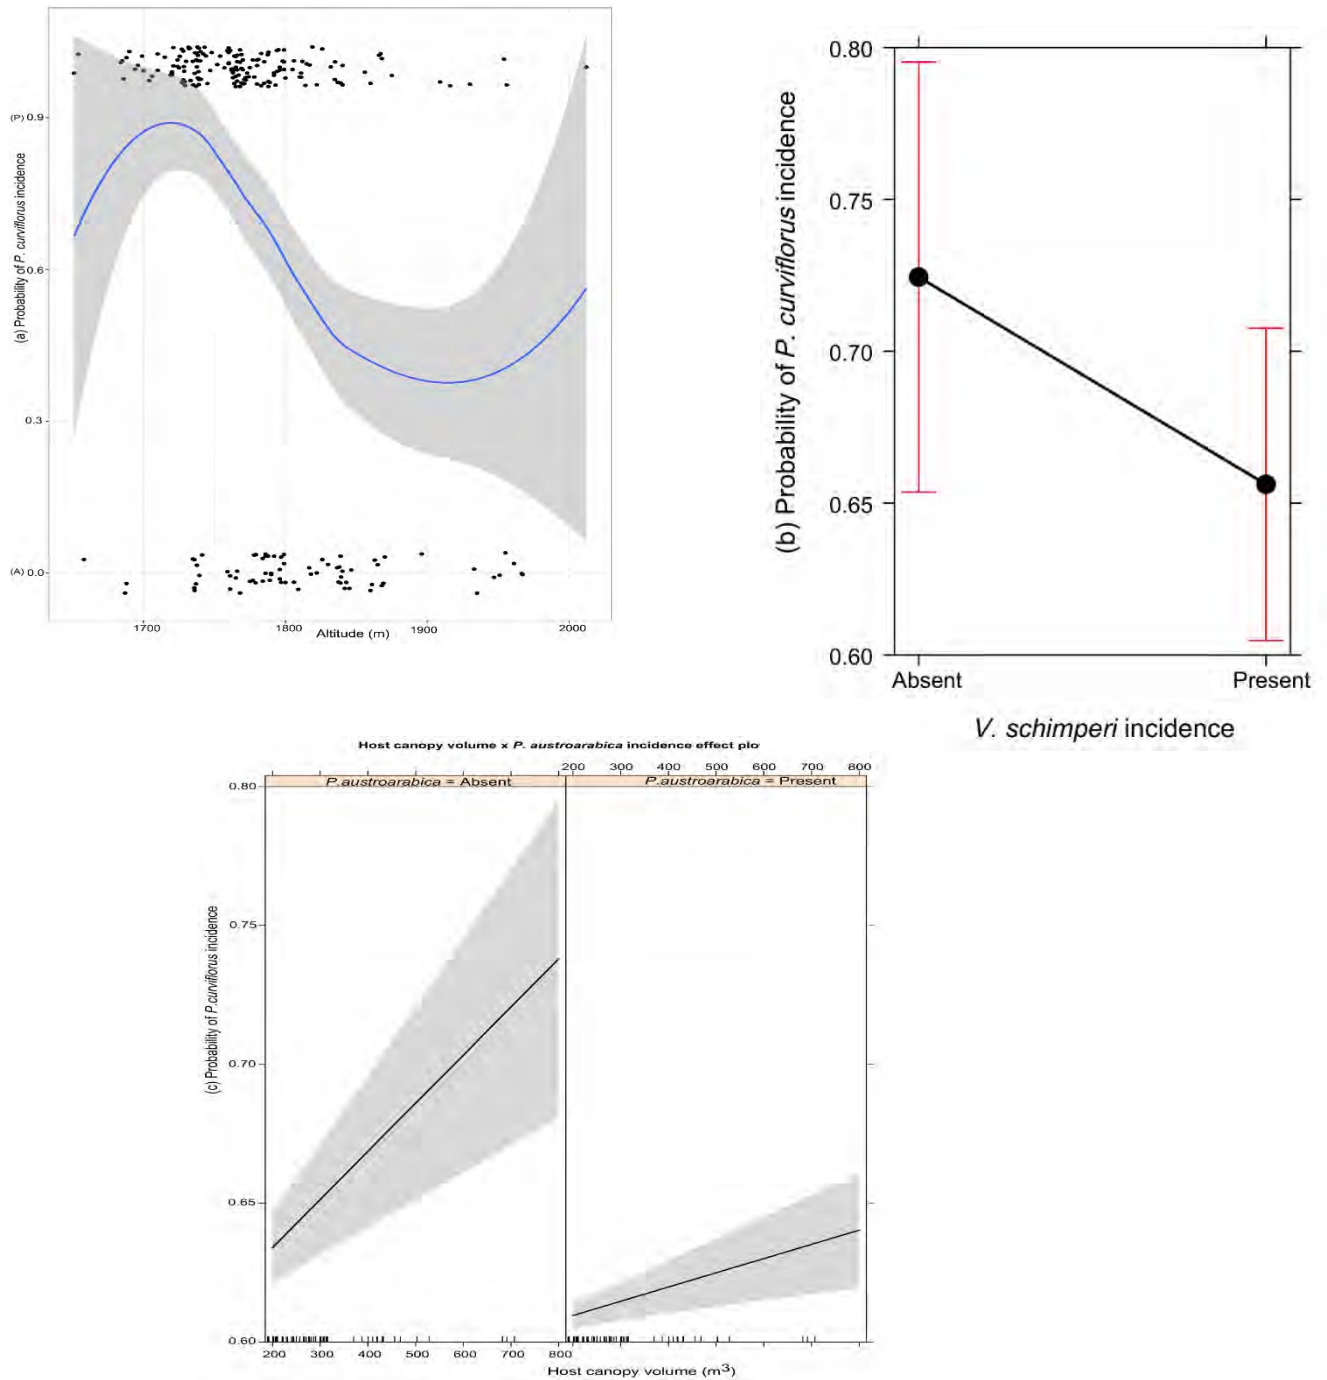 (a) Probability of P. curviflorus incidence
(P) 0.9
0.6
0.3
(A) 0.0
1700 1800 1900 2000
Altitude (m)
(b) Probability of P. curviflorus incidence
0.80
0.75
0.70
0.65
0.60
Absent Present
V. schimperi incidence
Host canopy volume x P. austroarabica incidence effect plo
200 300 400 500 600 700 800
P.austroarabica = Absent P.austroarabica = Present
(c) Probability of P.curviflorus incidence
0.80
0.75
0.70
0.65
0.60
200 300 400 500 600 700 800
Host canopy volume (m3)